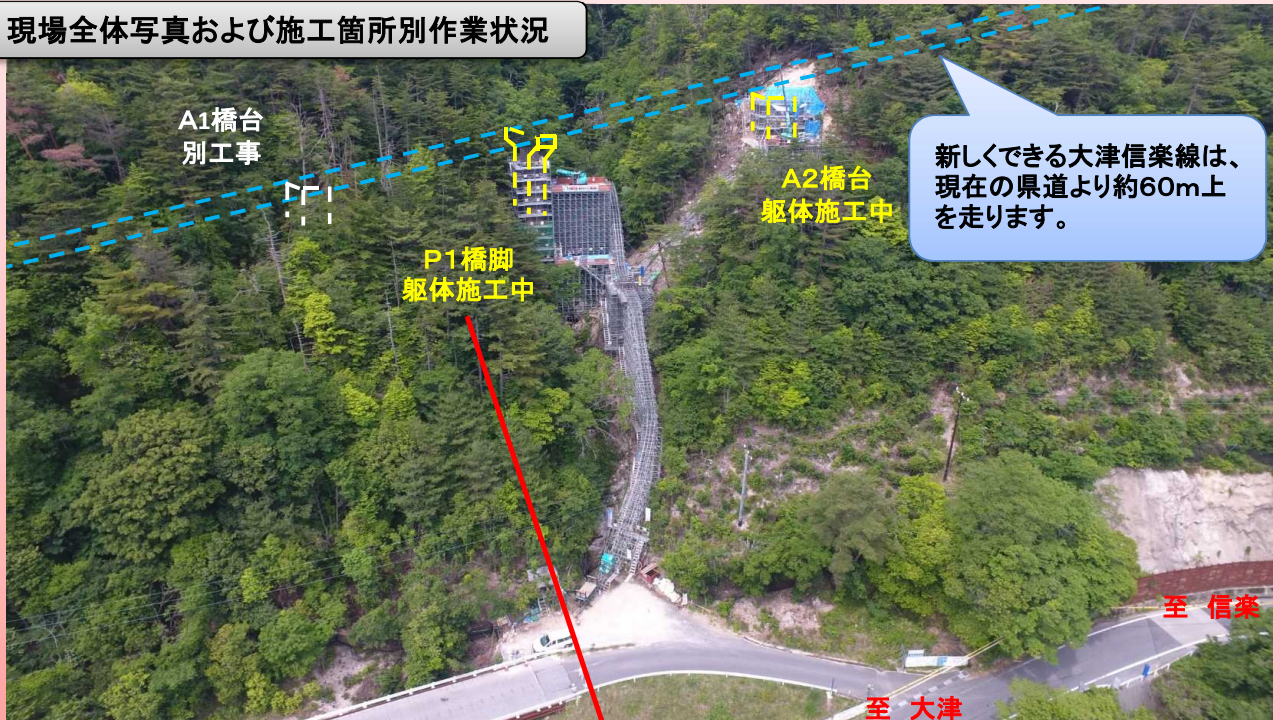 現場全体写真および施工箇所別作業状況
A1橋台
別工事
P1橋脚
躯体施工中
A2橋台
躯体施工中
新しくできる大津信楽線は、
現在の県道より約60m上
を走ります。
至 信楽
至 大津